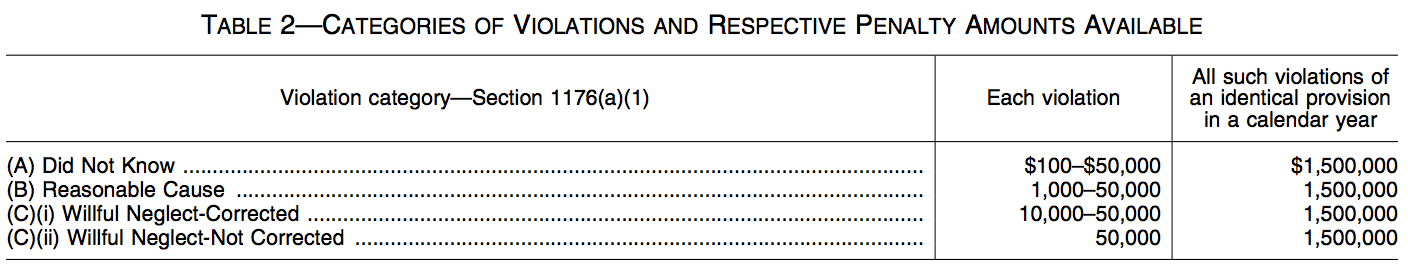 TABLE 2—CATEGORIES OF VIOLATIONS AND RESPECTIVE PENALTY AMOUNTS AVAILABLE
Violation category—Section 1176(a)(1) Each violation All such violations of
an identical provision
in a calendar year
(A) Did Not Know .......... $100–$50,000 $1,500,000
(B) Reasonable Cause .......... 1,000–50,000 1,500,000
(C)(i) Willful Neglect-Corrected .......... 10,000–50,000 1,500,000
(C)(ii) Willful Neglect-Not Corrected .......... 50,000 1,500,000